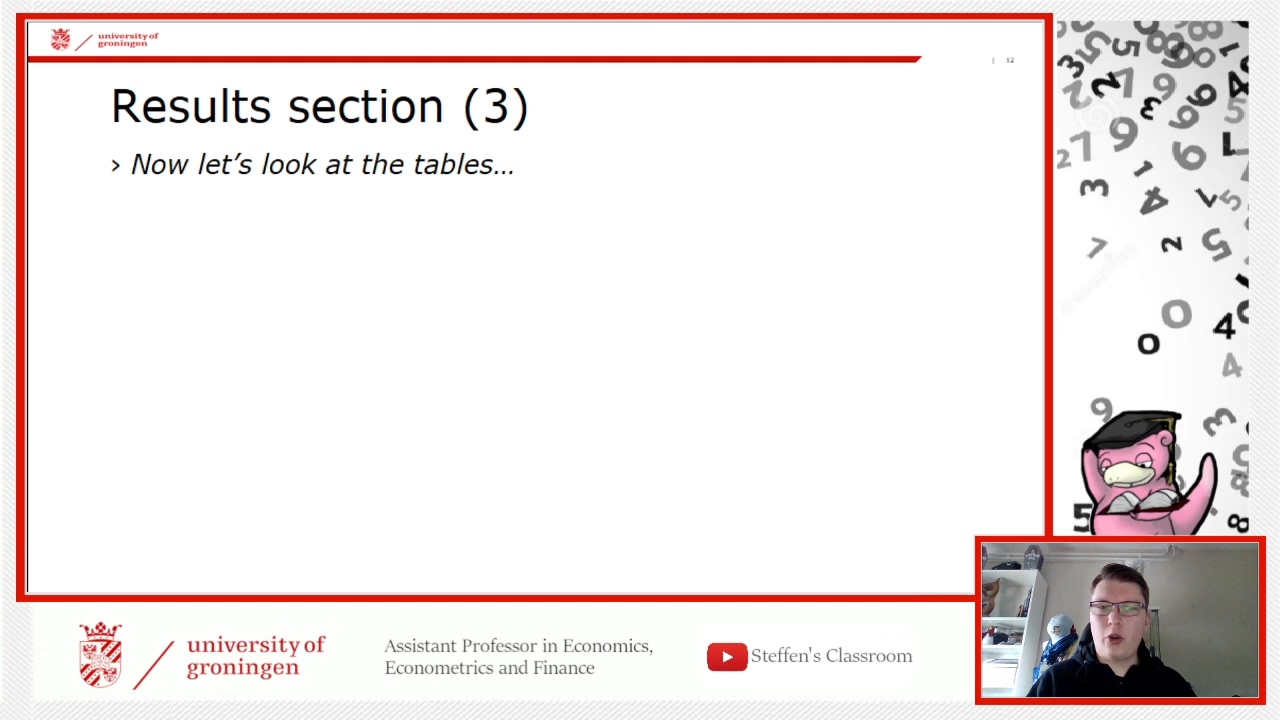 university of
groningen
| 12
Results section (3)
› Now let’s look at the tables…
university of
groningen
Assistant Professor in Economics,
Econometrics and Finance
Steffen's Classroom